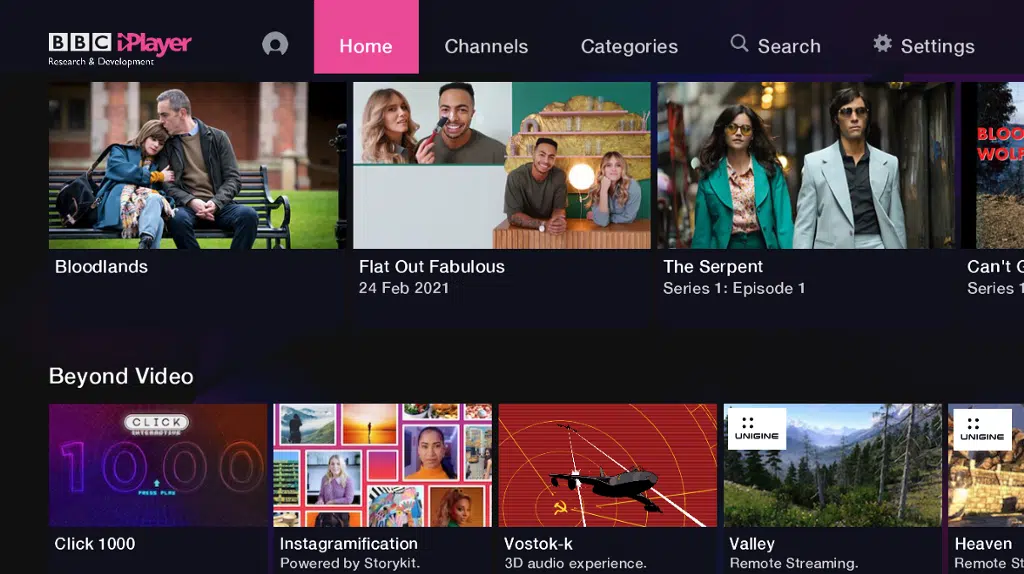 BBC iPlayer
Research & Development
Home
Channels
Categories
Search
Settings
BLOO
WOLF
Bloodlands
Flat Out Fabulous
24 Feb 2021
The Serpent
Series 1: Episode 1
Can't G
Series 1
Beyond Video
CLICK
INTERACTIVE
1000
PRESS PLAY
UNIGINE
UNIGINE
Click 1000
Instagramification
Powered by Storykit.
Vostok-k
3D audio experience.
Valley
Remote Streaming.
Heaven
Remote St